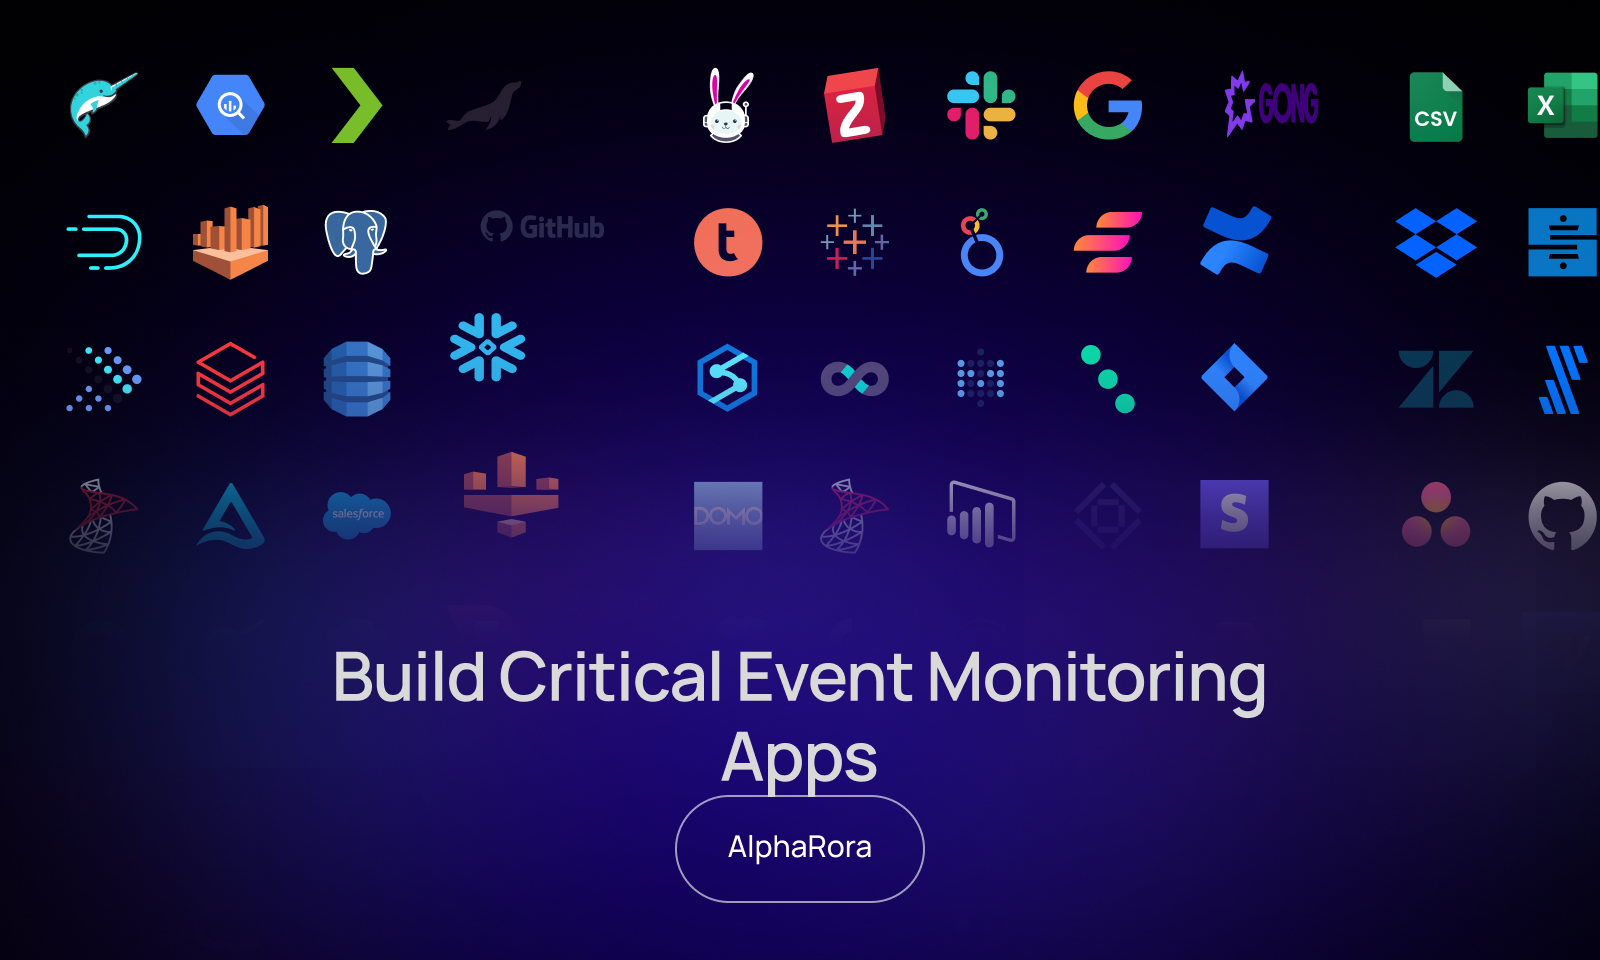 GONG
CSV
X
GitHub
t
salesforce
DOMO
S
Build Critical Event Monitoring
Apps
AlphaRora